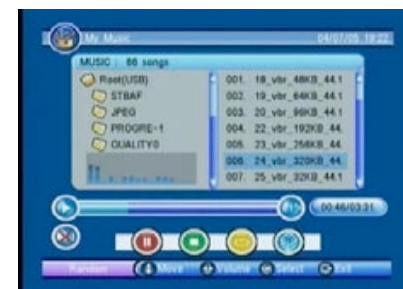 My Music 04/07/05 19:22
MUSIC : 86 songs
Root(USB)
STBAF
JPEG
PROGRE~1
QUALITY0
001. 18_vbr_48KB_44.1
002. 19_vbr_64KB_44.1
003. 20_vbr_96KB_44.1
004. 22_vbr_192KB_44.
005. 23_vbr_256KB_44.
006. 24_vbr_320KB_44.
007. 25_vbr_32KB_44.1
00:46/03:31
Random Move Volume Select Exit